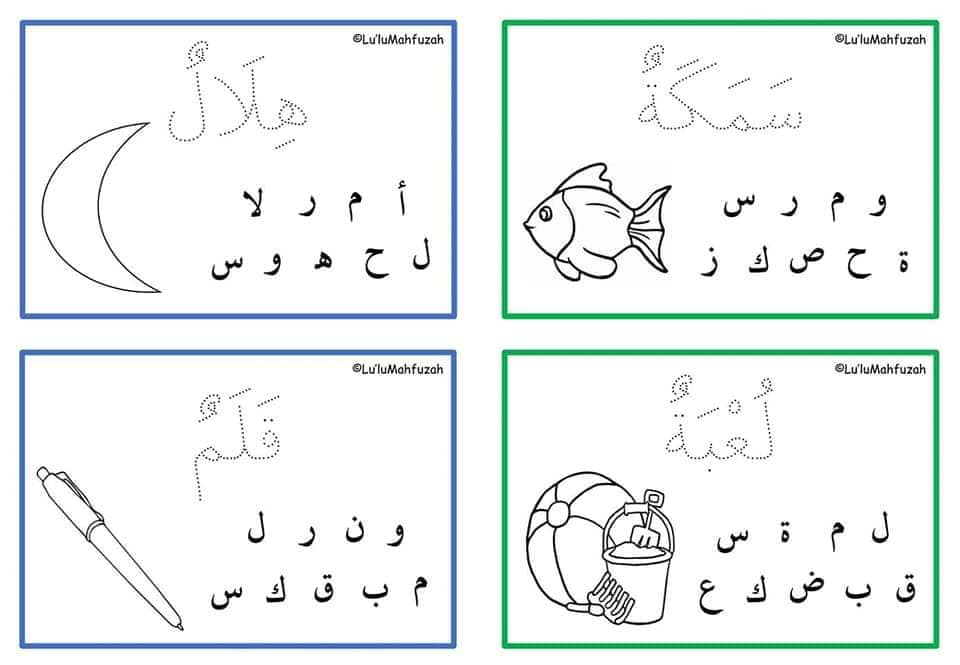 ©Lu'luMahfuzah
هِلَالٌ
أ م ر لا
ل ح ه و س
©Lu'luMahfuzah
سَمَكَةٌ
و م ر س
ة ح ص ك ز
©Lu'luMahfuzah
قَلَمٌ
و ن ر ل
م ب ق ك س
©Lu'luMahfuzah
لُعْبَةٌ
ل م ة س
ق ب ض ك ع